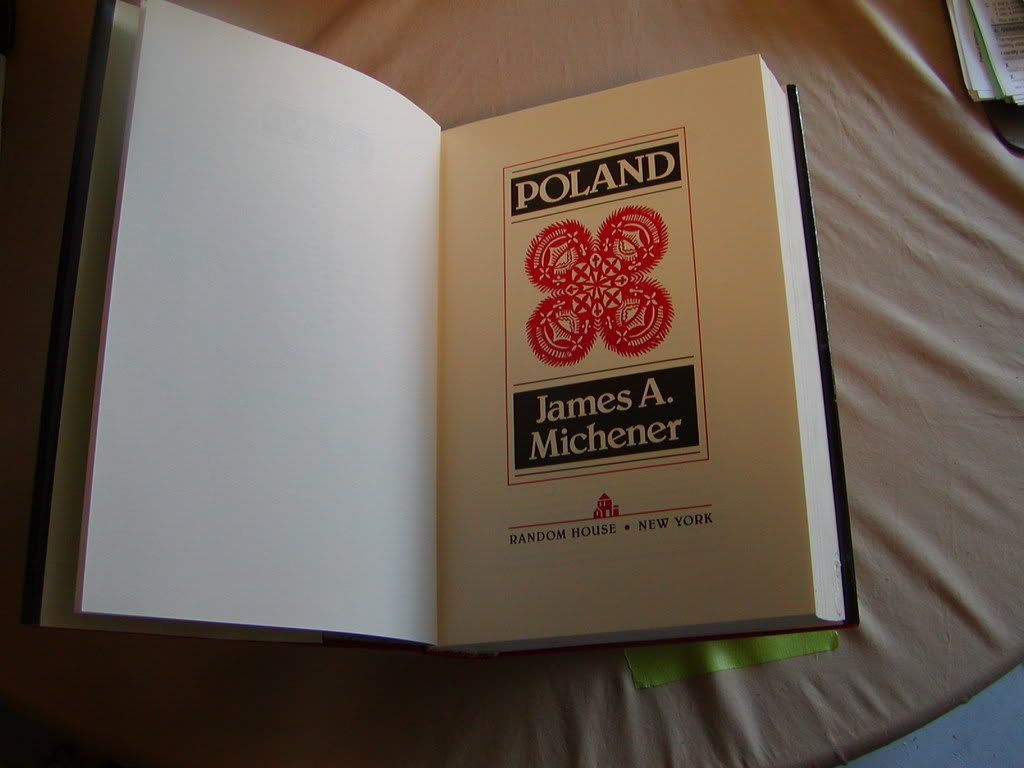 POLAND
James A.
Michener
RANDOM HOUSE • NEW YORK